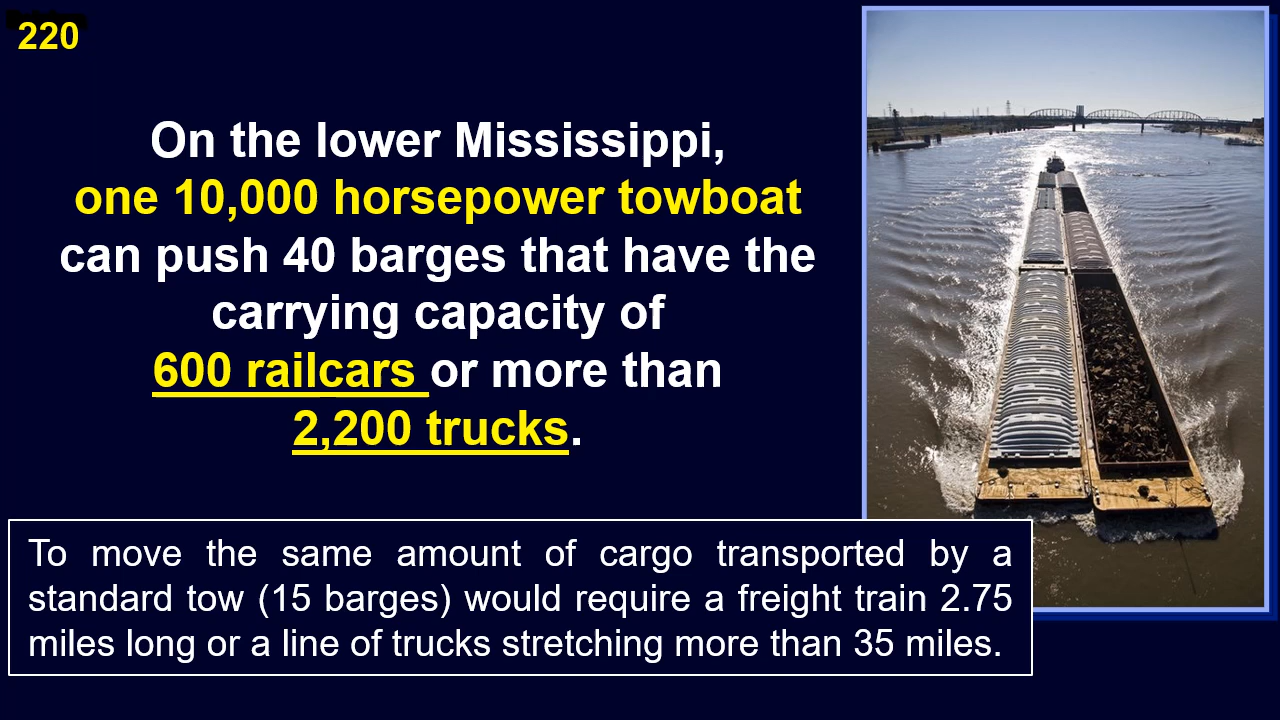 220
On the lower Mississippi,
one 10,000 horsepower towboat
can push 40 barges that have the
carrying capacity of
600 railcars or more than
2,200 trucks.
To move the same amount of cargo transported by a
standard tow (15 barges) would require a freight train 2.75
miles long or a line of trucks stretching more than 35 miles.